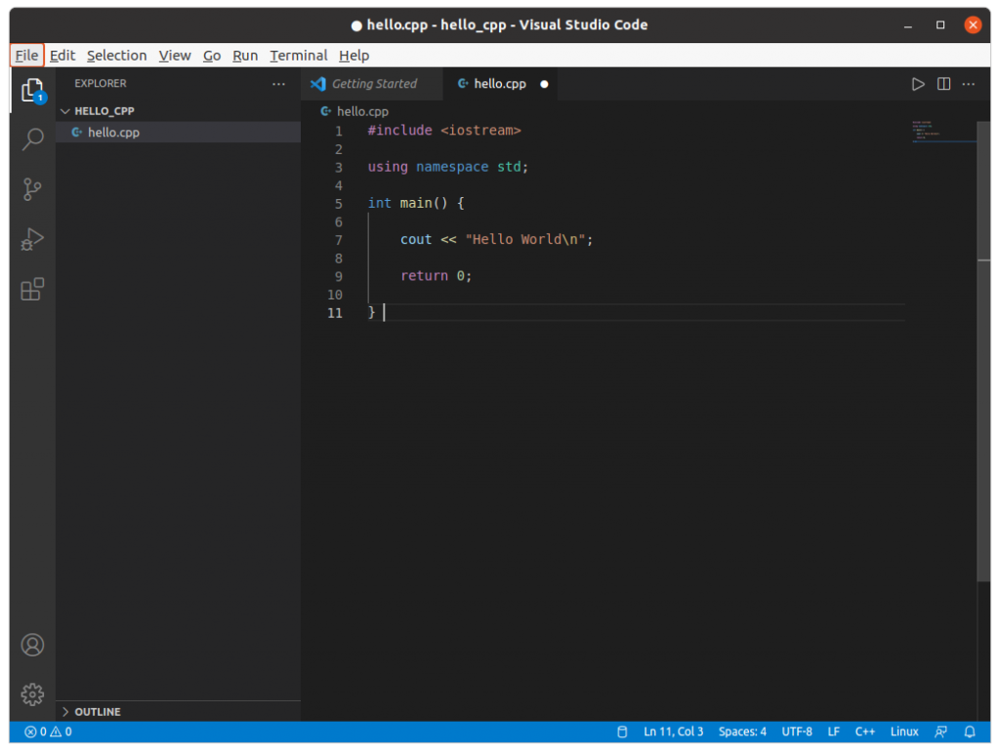 ● hello.cpp - hello_cpp - Visual Studio Code
File Edit Selection View Go Run Terminal Help
1
EXPLORER
HELLO_CPP
hello.cpp
Getting Started
hello.cpp
hello.cpp
1 #include <iostream>
2
3 using namespace std;
4
5 int main() {
6
7 cout << "Hello World\n";
8
9 return 0;
10
11 }
OUTLINE
0 0
Ln 11, Col 3 Spaces: 4 UTF-8 LF C++ Linux